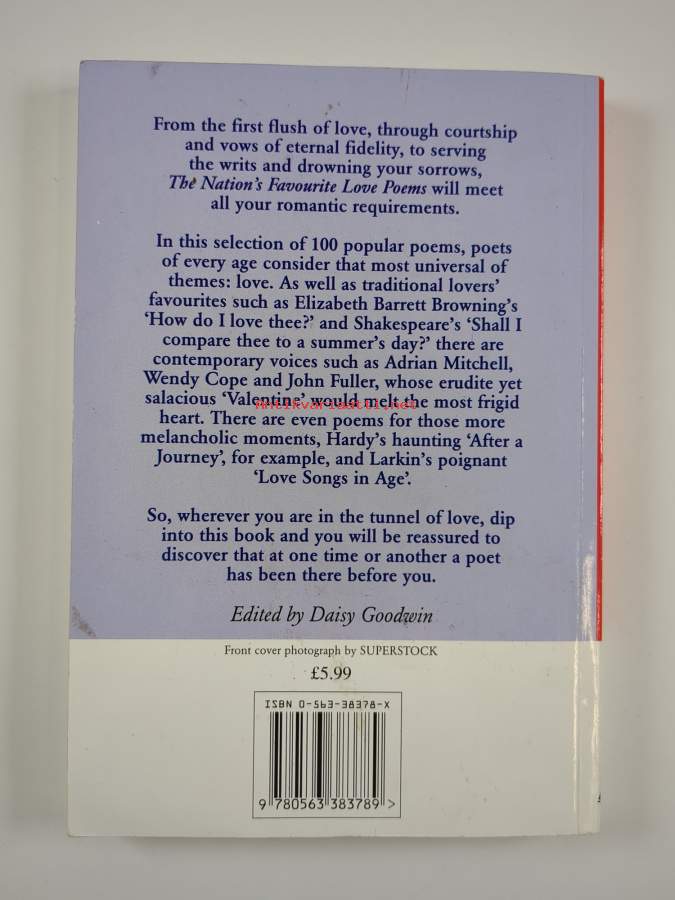 From the first flush of love, through courtship
and vows of eternal fidelity, to serving
the writs and drowning your sorrows,
The Nation's Favourite Love Poems will meet
all your romantic requirements.
In this selection of 100 popular poems, poets
of every age consider that most universal of
themes: love. As well as traditional lovers'
favourites such as Elizabeth Barrett Browning's
'How do I love thee?' and Shakespeare's 'Shall I
compare thee to a summer's day?' there are
contemporary voices such as Adrian Mitchell,
Wendy Cope and John Fuller, whose erudite yet
salacious 'Valentine' would melt the most frigid
Antikvariaatti.net
heart. There are even poems for those more
melancholic moments, Hardy's haunting 'After a
Journey', for example, and Larkin's poignant
'Love Songs in Age'.
So, wherever you are in the tunnel of love, dip
into this book and you will be reassured to
discover that at one time or another a poet
has been there before you.
Edited by Daisy Goodwin
Front cover photograph by SUPERSTOCK
£5.99
ISBN 0-563-38378-X
9 780563 383789 >